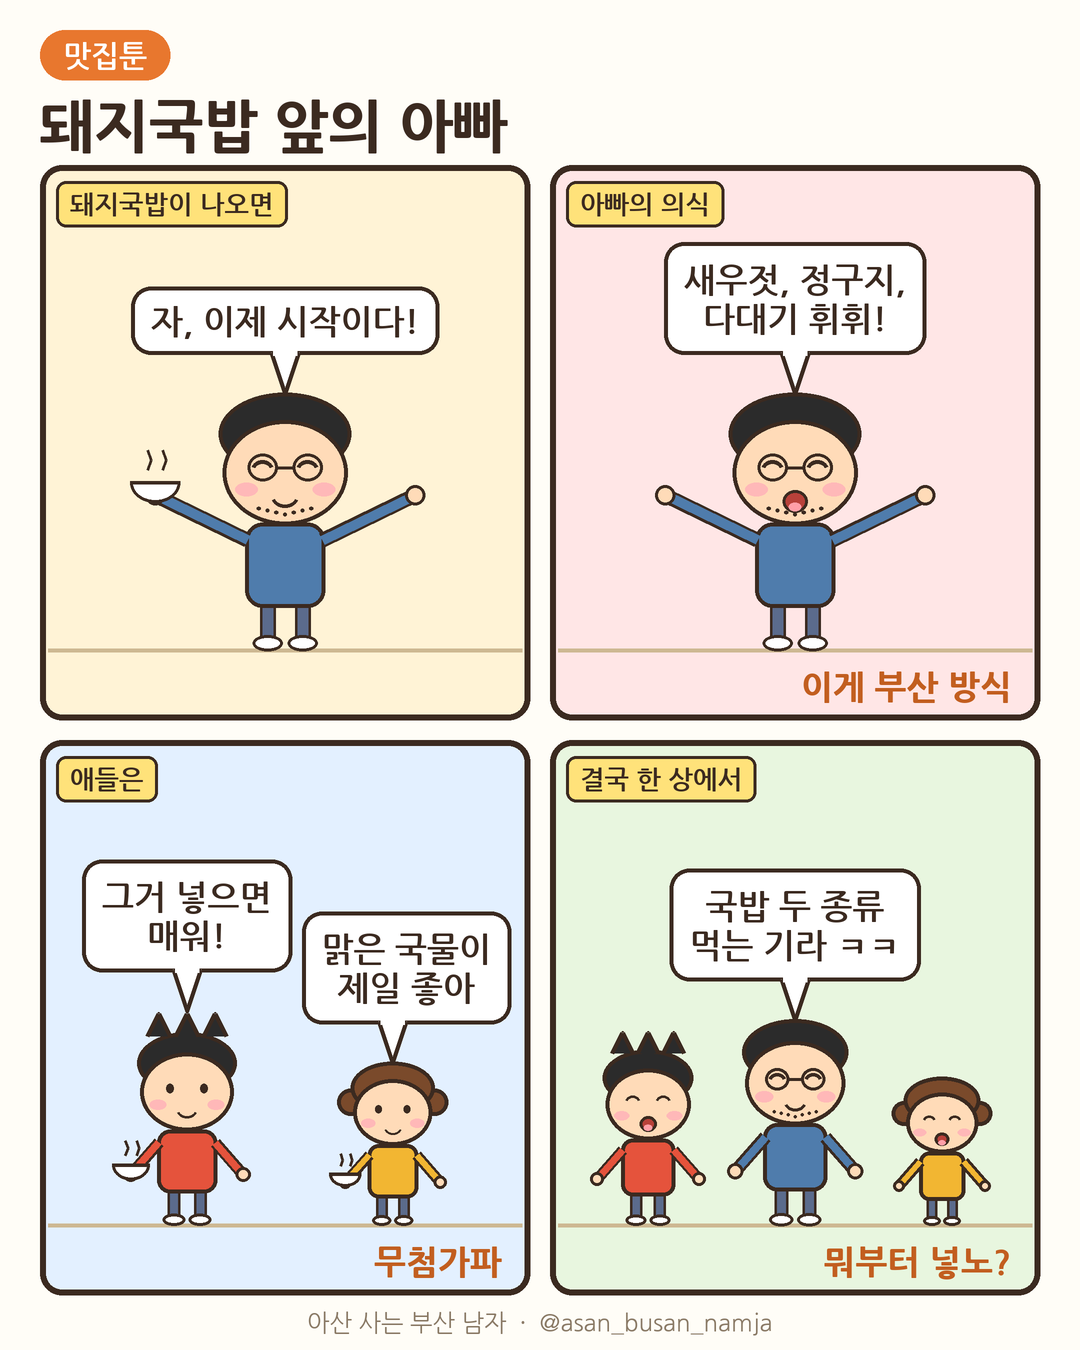 맛집툰
돼지국밥 앞의 아빠
돼지국밥이 나오면
자, 이제 시작이다!
아빠의 의식
새우젓, 정구지,
다대기 휘휘!
이게 부산 방식
애들은
그거 넣으면
매워!
맑은 국물이
제일 좋아
무첨가파
결국 한 상에서
국밥 두 종류
먹는 기라 ㅋㅋ
뭐부터 넣노?
아산 사는 부산 남자 · @asan_busan_namja